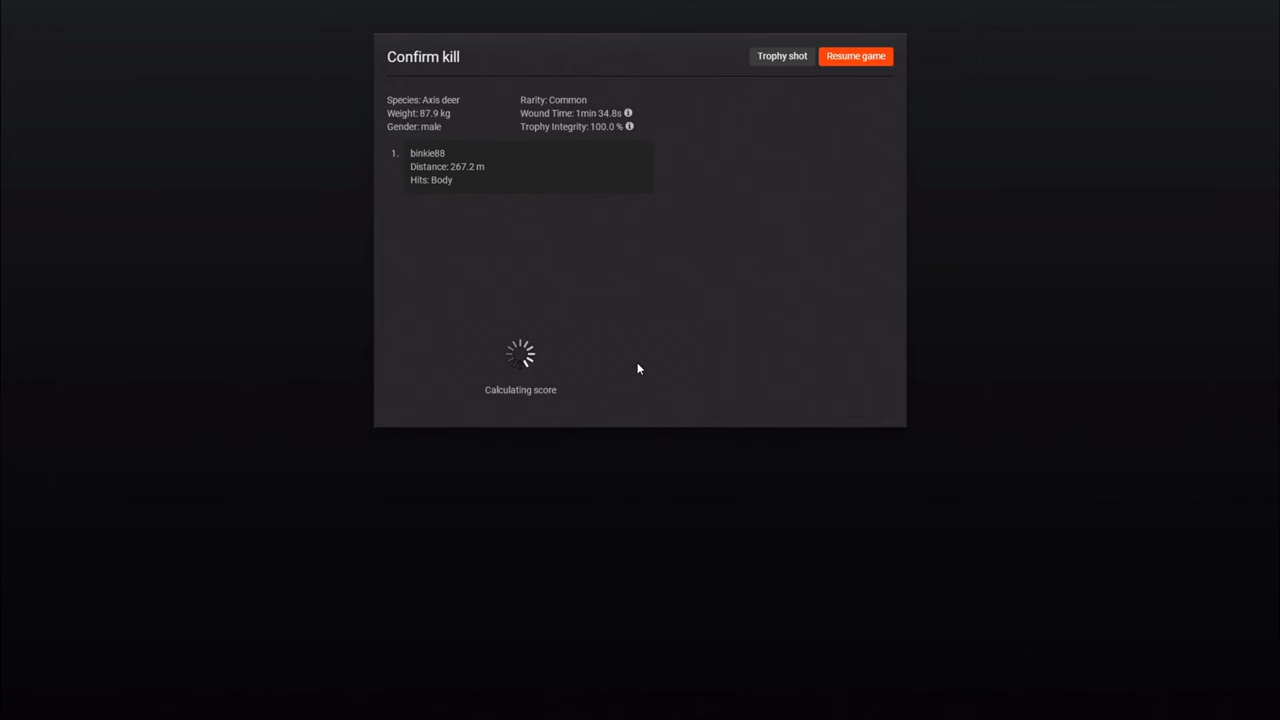 Confirm kill
Trophy shot
Resume game
Species: Axis deer
Weight: 87.9 kg
Gender: male
Rarity: Common
Wound Time: 1min 34.8s
Trophy Integrity: 100.0 %
1.
binkie88
Distance: 267.2 m
Hits: Body
Calculating score